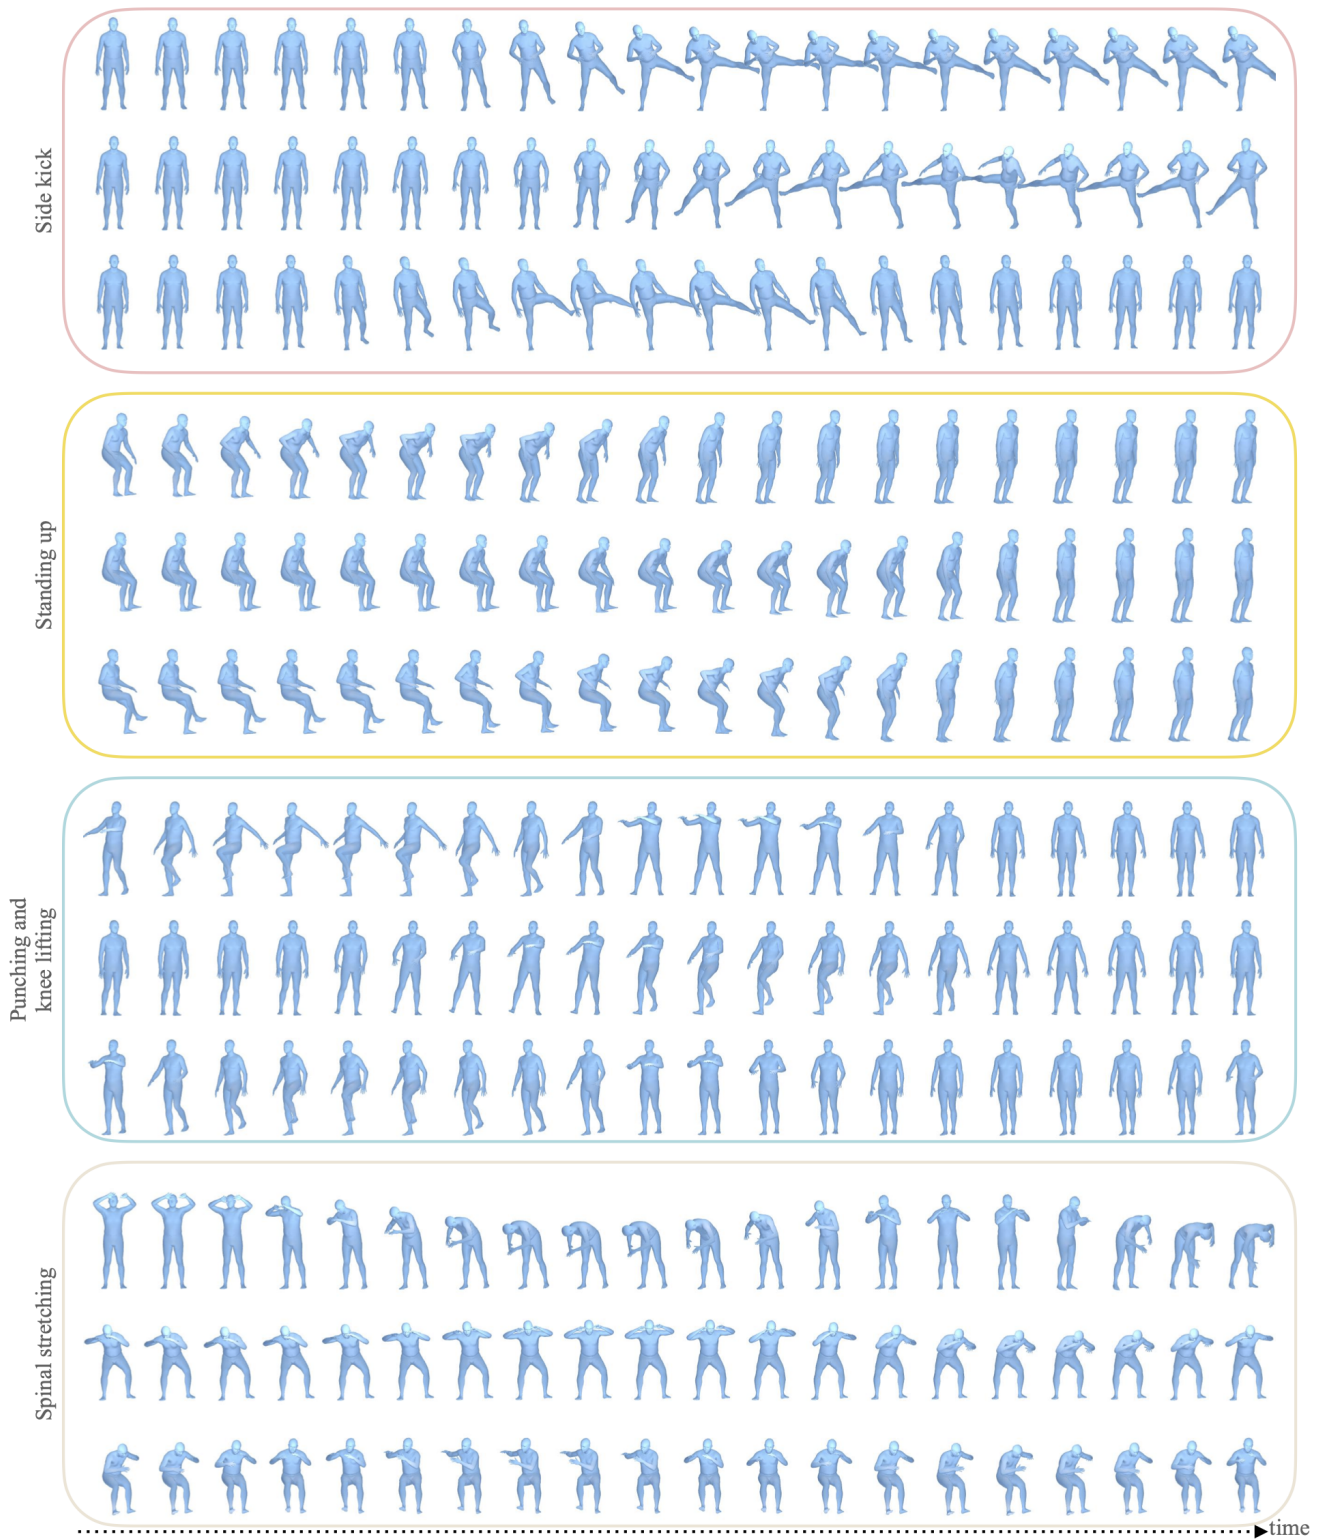 Side kick
Standing up
Punching and
knee lifting
Spinal stretching
time